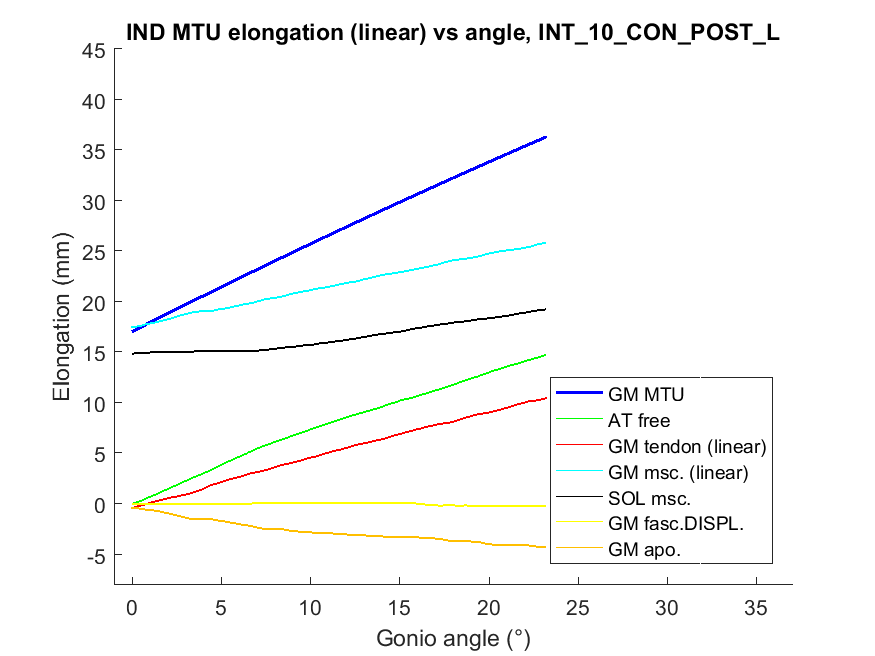 IND MTU elongation (linear) vs angle, INT_10_CON_POST_L
45
40
35
30
25
20
15
10
5
0
-5
Elongation (mm)
GM MTU
AT free
GM tendon (linear)
GM msc. (linear)
SOL msc.
GM fasc.DISPL.
GM apo.
0 5 10 15 20 25 30 35
Gonio angle (°)